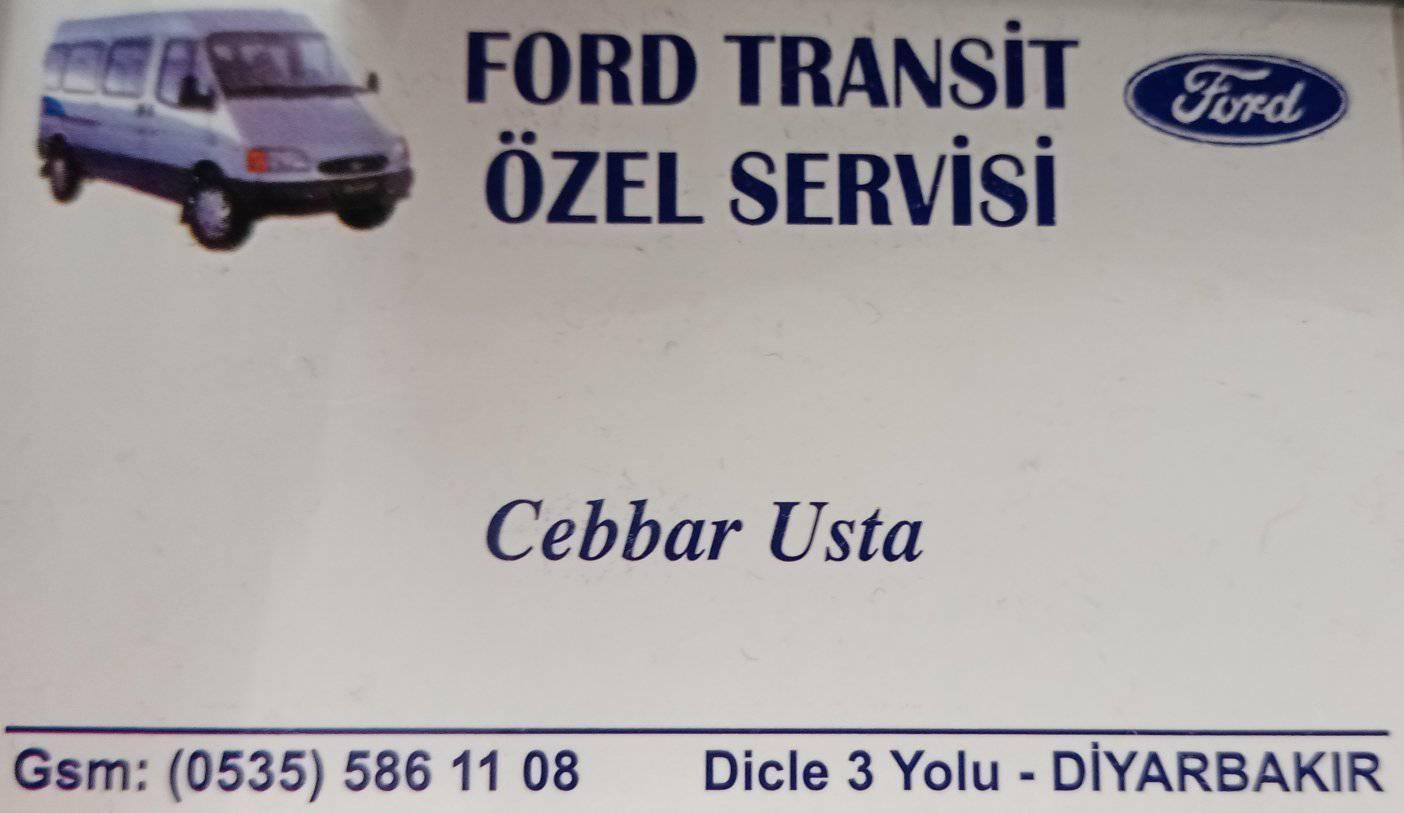 FORD TRANSİT
ÖZEL SERVİSİ
Ford
Cebbar Usta
Gsm: (0535) 586 11 08
Dicle 3 Yolu - DİYARBAKIR